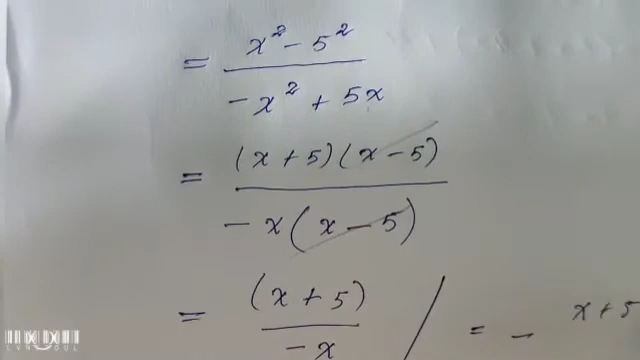 = x² - 5² / -x² + 5x
= (x + 5)(x - 5) / -x(x - 5)
= (x + 5) / -x / = - x + 5